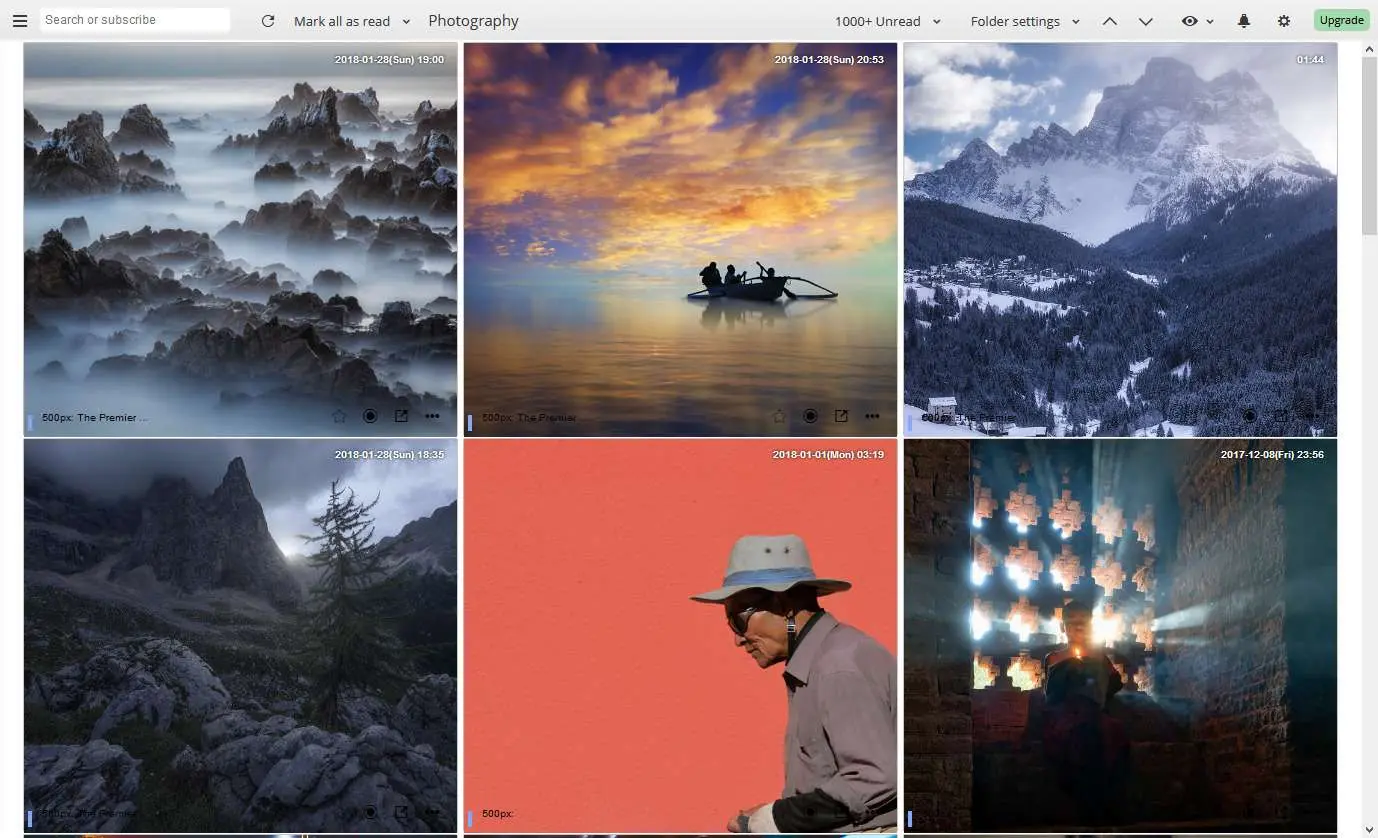 Search or subscribe
Mark all as read
Photography
1000+ Unread
Folder settings
Upgrade
2018-01-28(Sun) 19:00
2018-01-28(Sun) 20:53
01:44
500px: The Premier ...
500px: The Premier
500px: The Premier
2018-01-28(Sun) 18:35
2018-01-01(Mon) 03:19
2017-12-08(Fri) 23:56
500px: The Premier
500px: